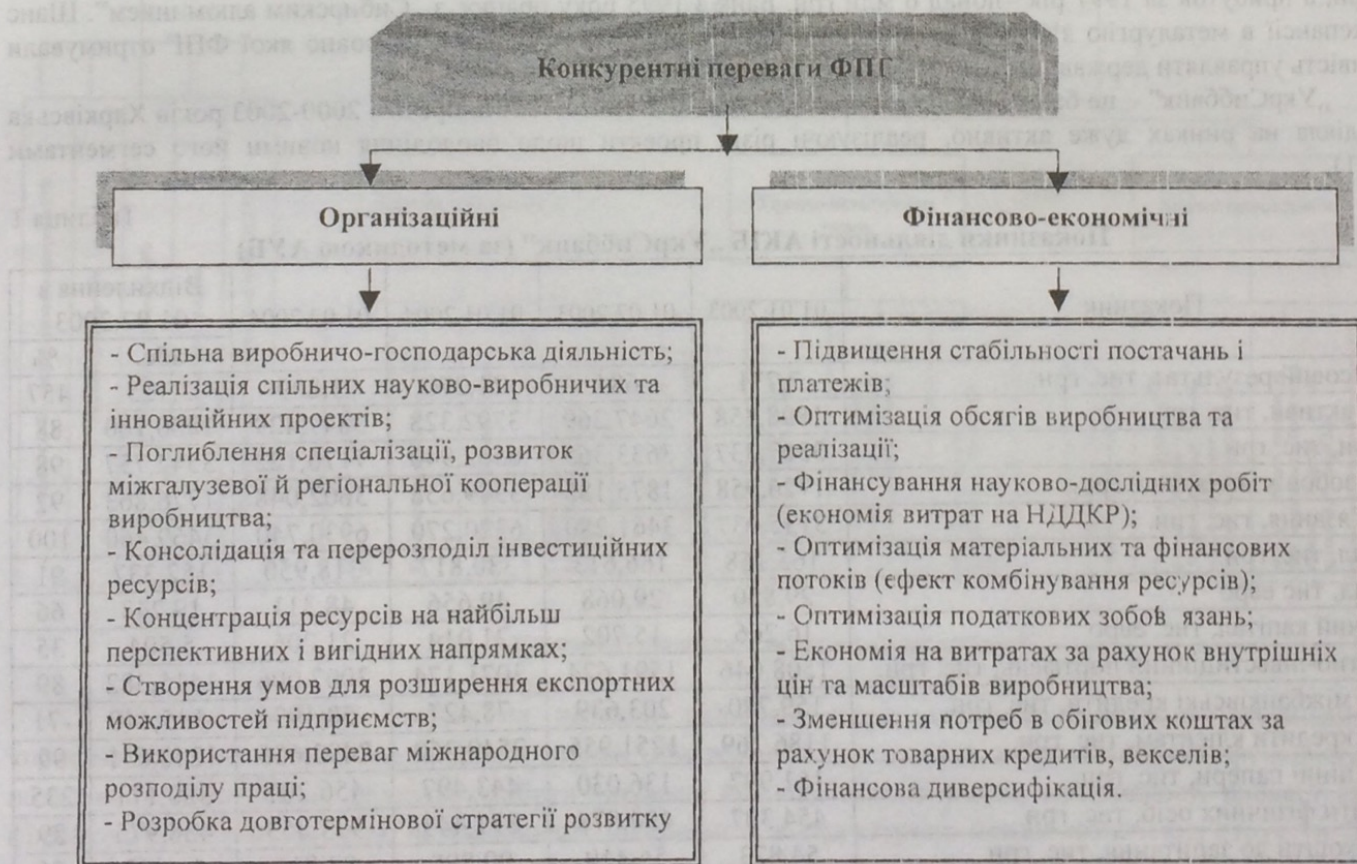 Конкурентні переваги ФПГ
Організаційні
- Спільна виробничо-господарська діяльність;
- Реалізація спільних науково-виробничих та
інноваційних проектів;
- Поглиблення спеціалізації, розвиток
міжгалузевої й регіональної кооперації
виробництва;
- Консолідація та перерозподіл інвестиційних
ресурсів;
- Концентрація ресурсів на найбільш
перспективних і вигідних напрямках;
- Створення умов для розширення експортних
можливостей підприємств;
- Використання переваг міжнародного
розподілу праці;
- Розробка довготермінової стратегії розвитку
Фінансово-економічні
- Підвищення стабільності постачань і
платежів;
- Оптимізація обсягів виробництва та
реалізації;
- Фінансування науково-дослідних робіт
(економія витрат на НДДКР);
- Оптимізація матеріальних та фінансових
потоків (ефект комбінування ресурсів);
- Оптимізація податкових зобов язань;
- Економія на витратах за рахунок внутрішніх
цін та масштабів виробництва;
- Зменшення потреб в обігових коштах за
рахунок товарних кредитів, векселів;
- Фінансова диверсифікація.